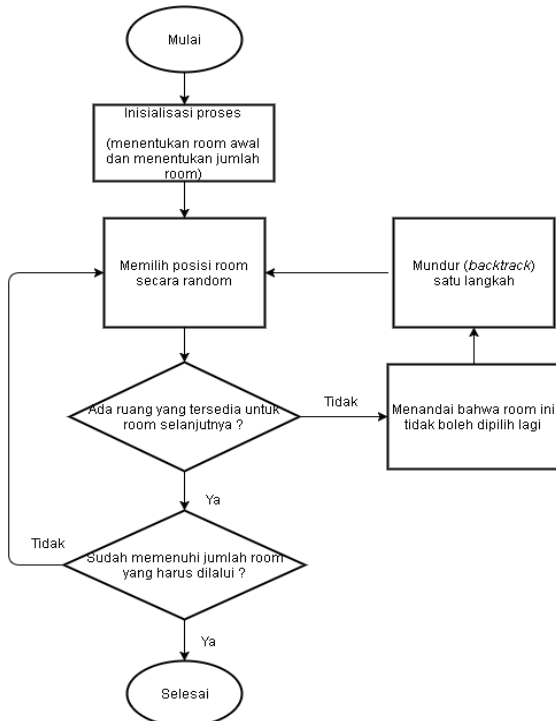 Mulai
Inisialisasi proses
(menentukan room awal
dan menentukan jumlah
room)
Memilih posisi room
secara random
Mundur (backtrack)
satu langkah
Ada ruang yang tersedia untuk
room selanjutnya ?
Tidak
Menandai bahwa room ini
tidak boleh dipilih lagi
Ya
Tidak
Sudah memenuhi jumlah room
yang harus dilalui ?
Ya
Selesai